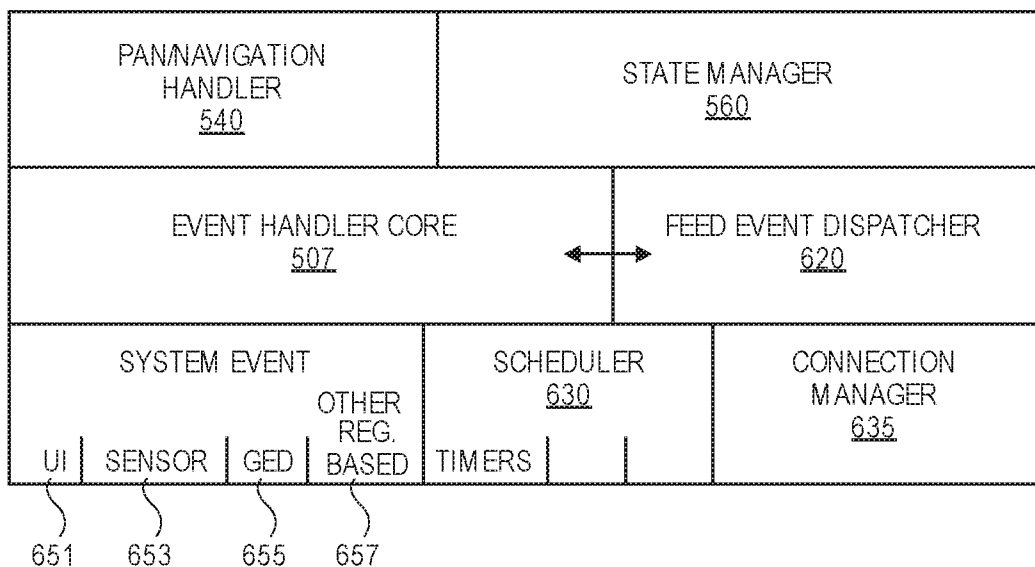 PAN/NAVIGATION
HANDLER
540
STATE MANAGER
560
EVENT HANDLER CORE
507
FEED EVENT DISPATCHER
620
SYSTEM EVENT
OTHER
REG.
BASED
UI
SENSOR
GED
SCHEDULER
630
TIMERS
CONNECTION
MANAGER
635
651
653
655
657